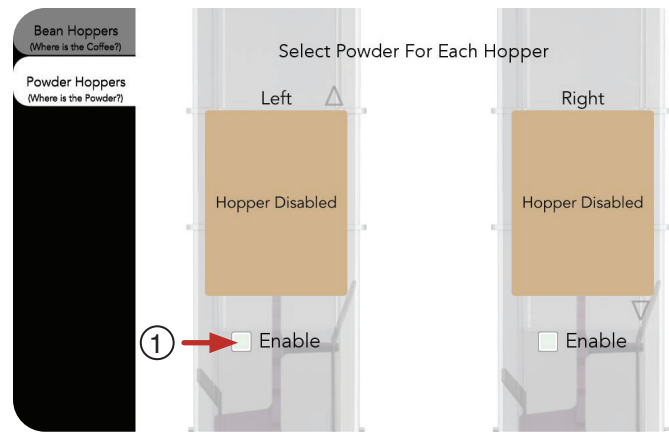 Bean Hoppers
(Where is the Coffee?)
Powder Hoppers
(Where is the Powder?)
Select Powder For Each Hopper
Left
Right
Hopper Disabled
Hopper Disabled
1
Enable
Enable